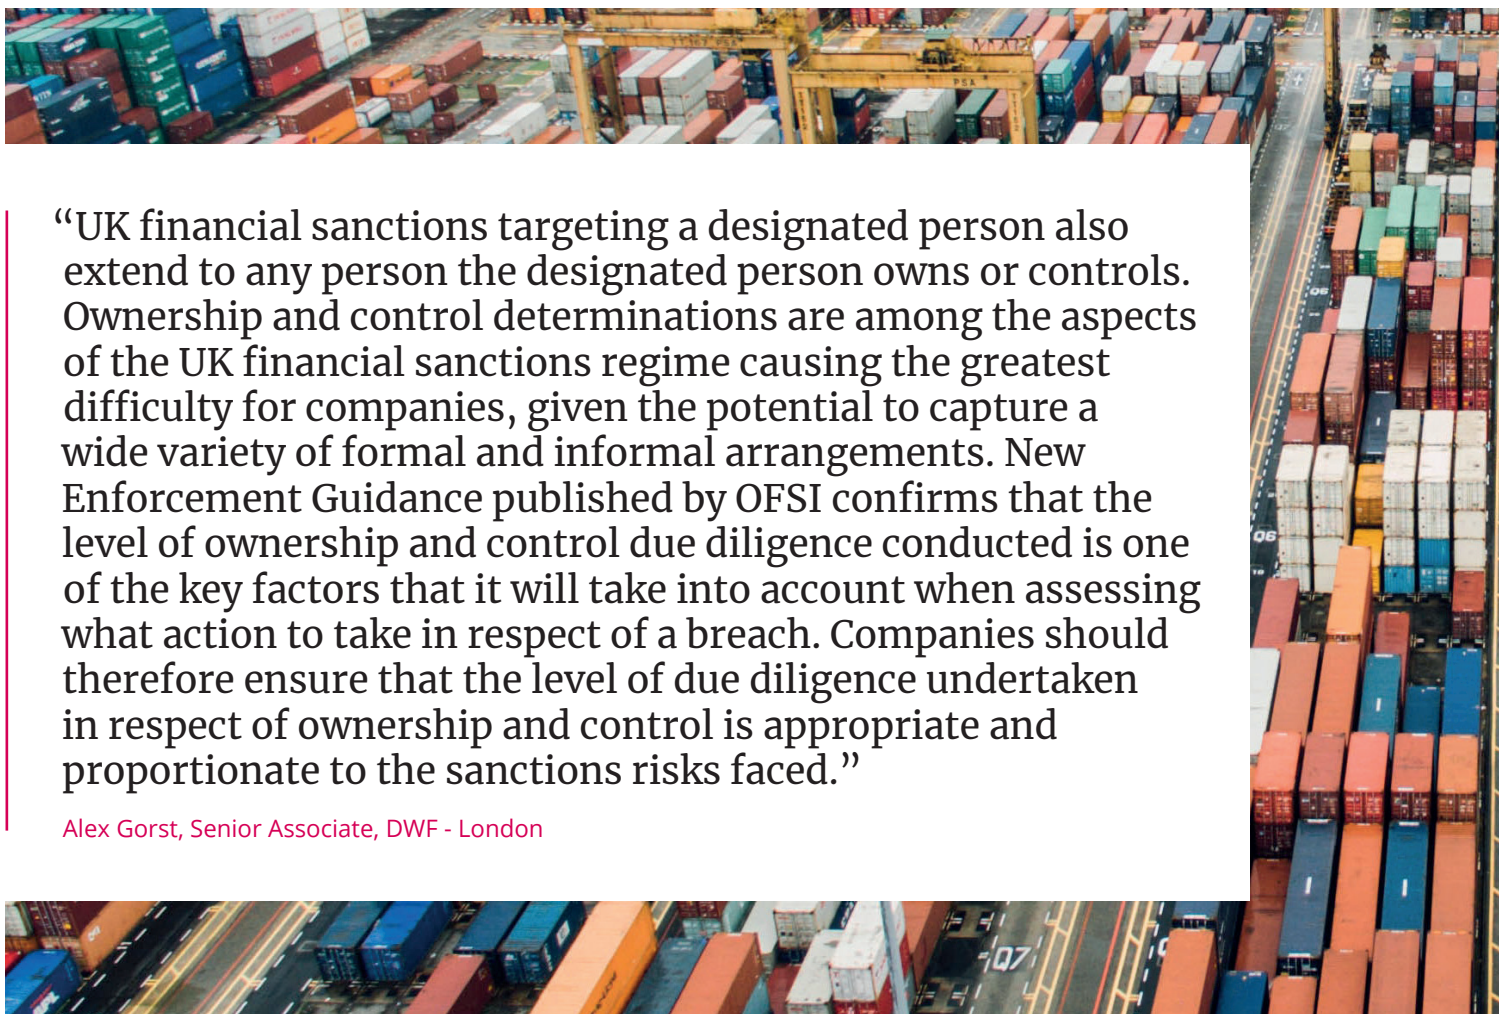 TT167 PSA
PSA
“UK financial sanctions targeting a designated person also
extend to any person the designated person owns or controls.
Ownership and control determinations are among the aspects
of the UK financial sanctions regime causing the greatest
difficulty for companies, given the potential to capture a
wide variety of formal and informal arrangements. New
Enforcement Guidance published by OFSI confirms that the
level of ownership and control due diligence conducted is one
of the key factors that it will take into account when assessing
what action to take in respect of a breach. Companies should
therefore ensure that the level of due diligence undertaken
in respect of ownership and control is appropriate and
proportionate to the sanctions risks faced.”
Alex Gorst, Senior Associate, DWF - London
Q6
Q7